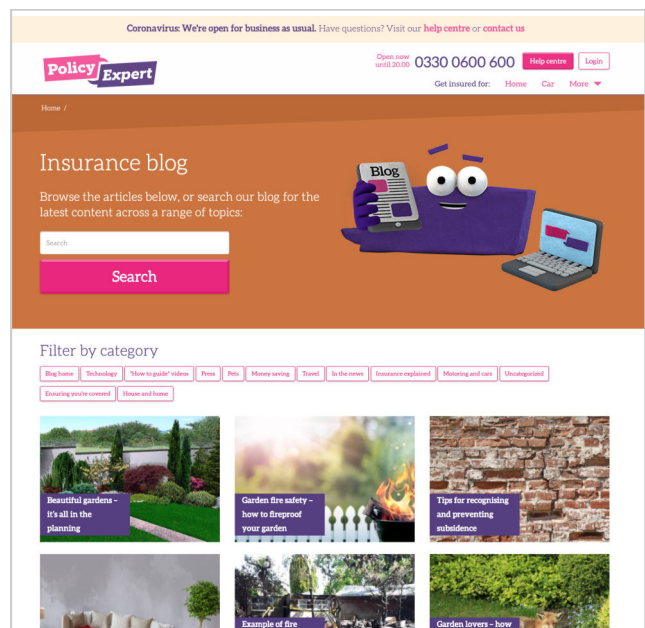 Coronavirus: We're open for business as usual. Have questions? Visit our help centre or contact us
Policy Expert
Open now
until 20.00
0330 0600 600
Help centre
Login
Get insured for: Home Car More
Home /
Insurance blog
Browse the articles below, or search our blog for the
latest content across a range of topics:
Search
Search
Blog
Filter by category
Blog home
Technology
"How to guide" videos
Press
Pets
Money saving
Travel
In the news
Insurance explained
Motoring and cars
Uncategorized
Ensuring you're covered
House and home
Beautiful gardens –
it's all in the
planning
Garden fire safety –
how to fireproof
your garden
Tips for recognising
and preventing
subsidence
Example of fire
Garden lovers – how